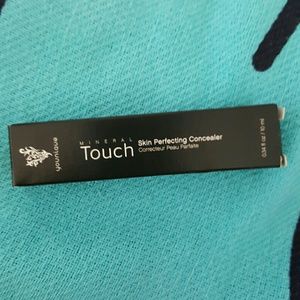 younique
MINERAL
Touch
Skin Perfecting Concealer
Correcteur Peau Parfaite
0.34 fl oz / 10 ml